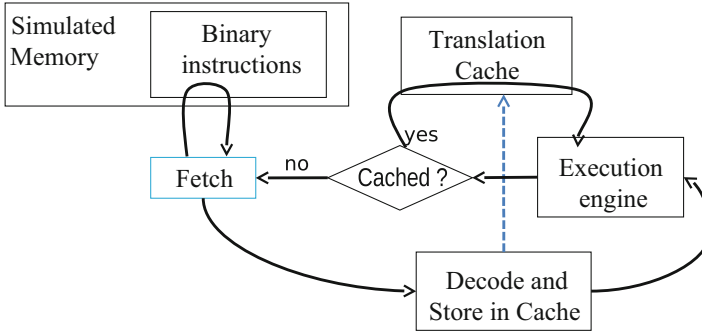 Simulated
Memory
Binary
instructions
Translation
Cache
yes
no
Fetch
Cached ?
Execution
engine
Decode and
Store in Cache